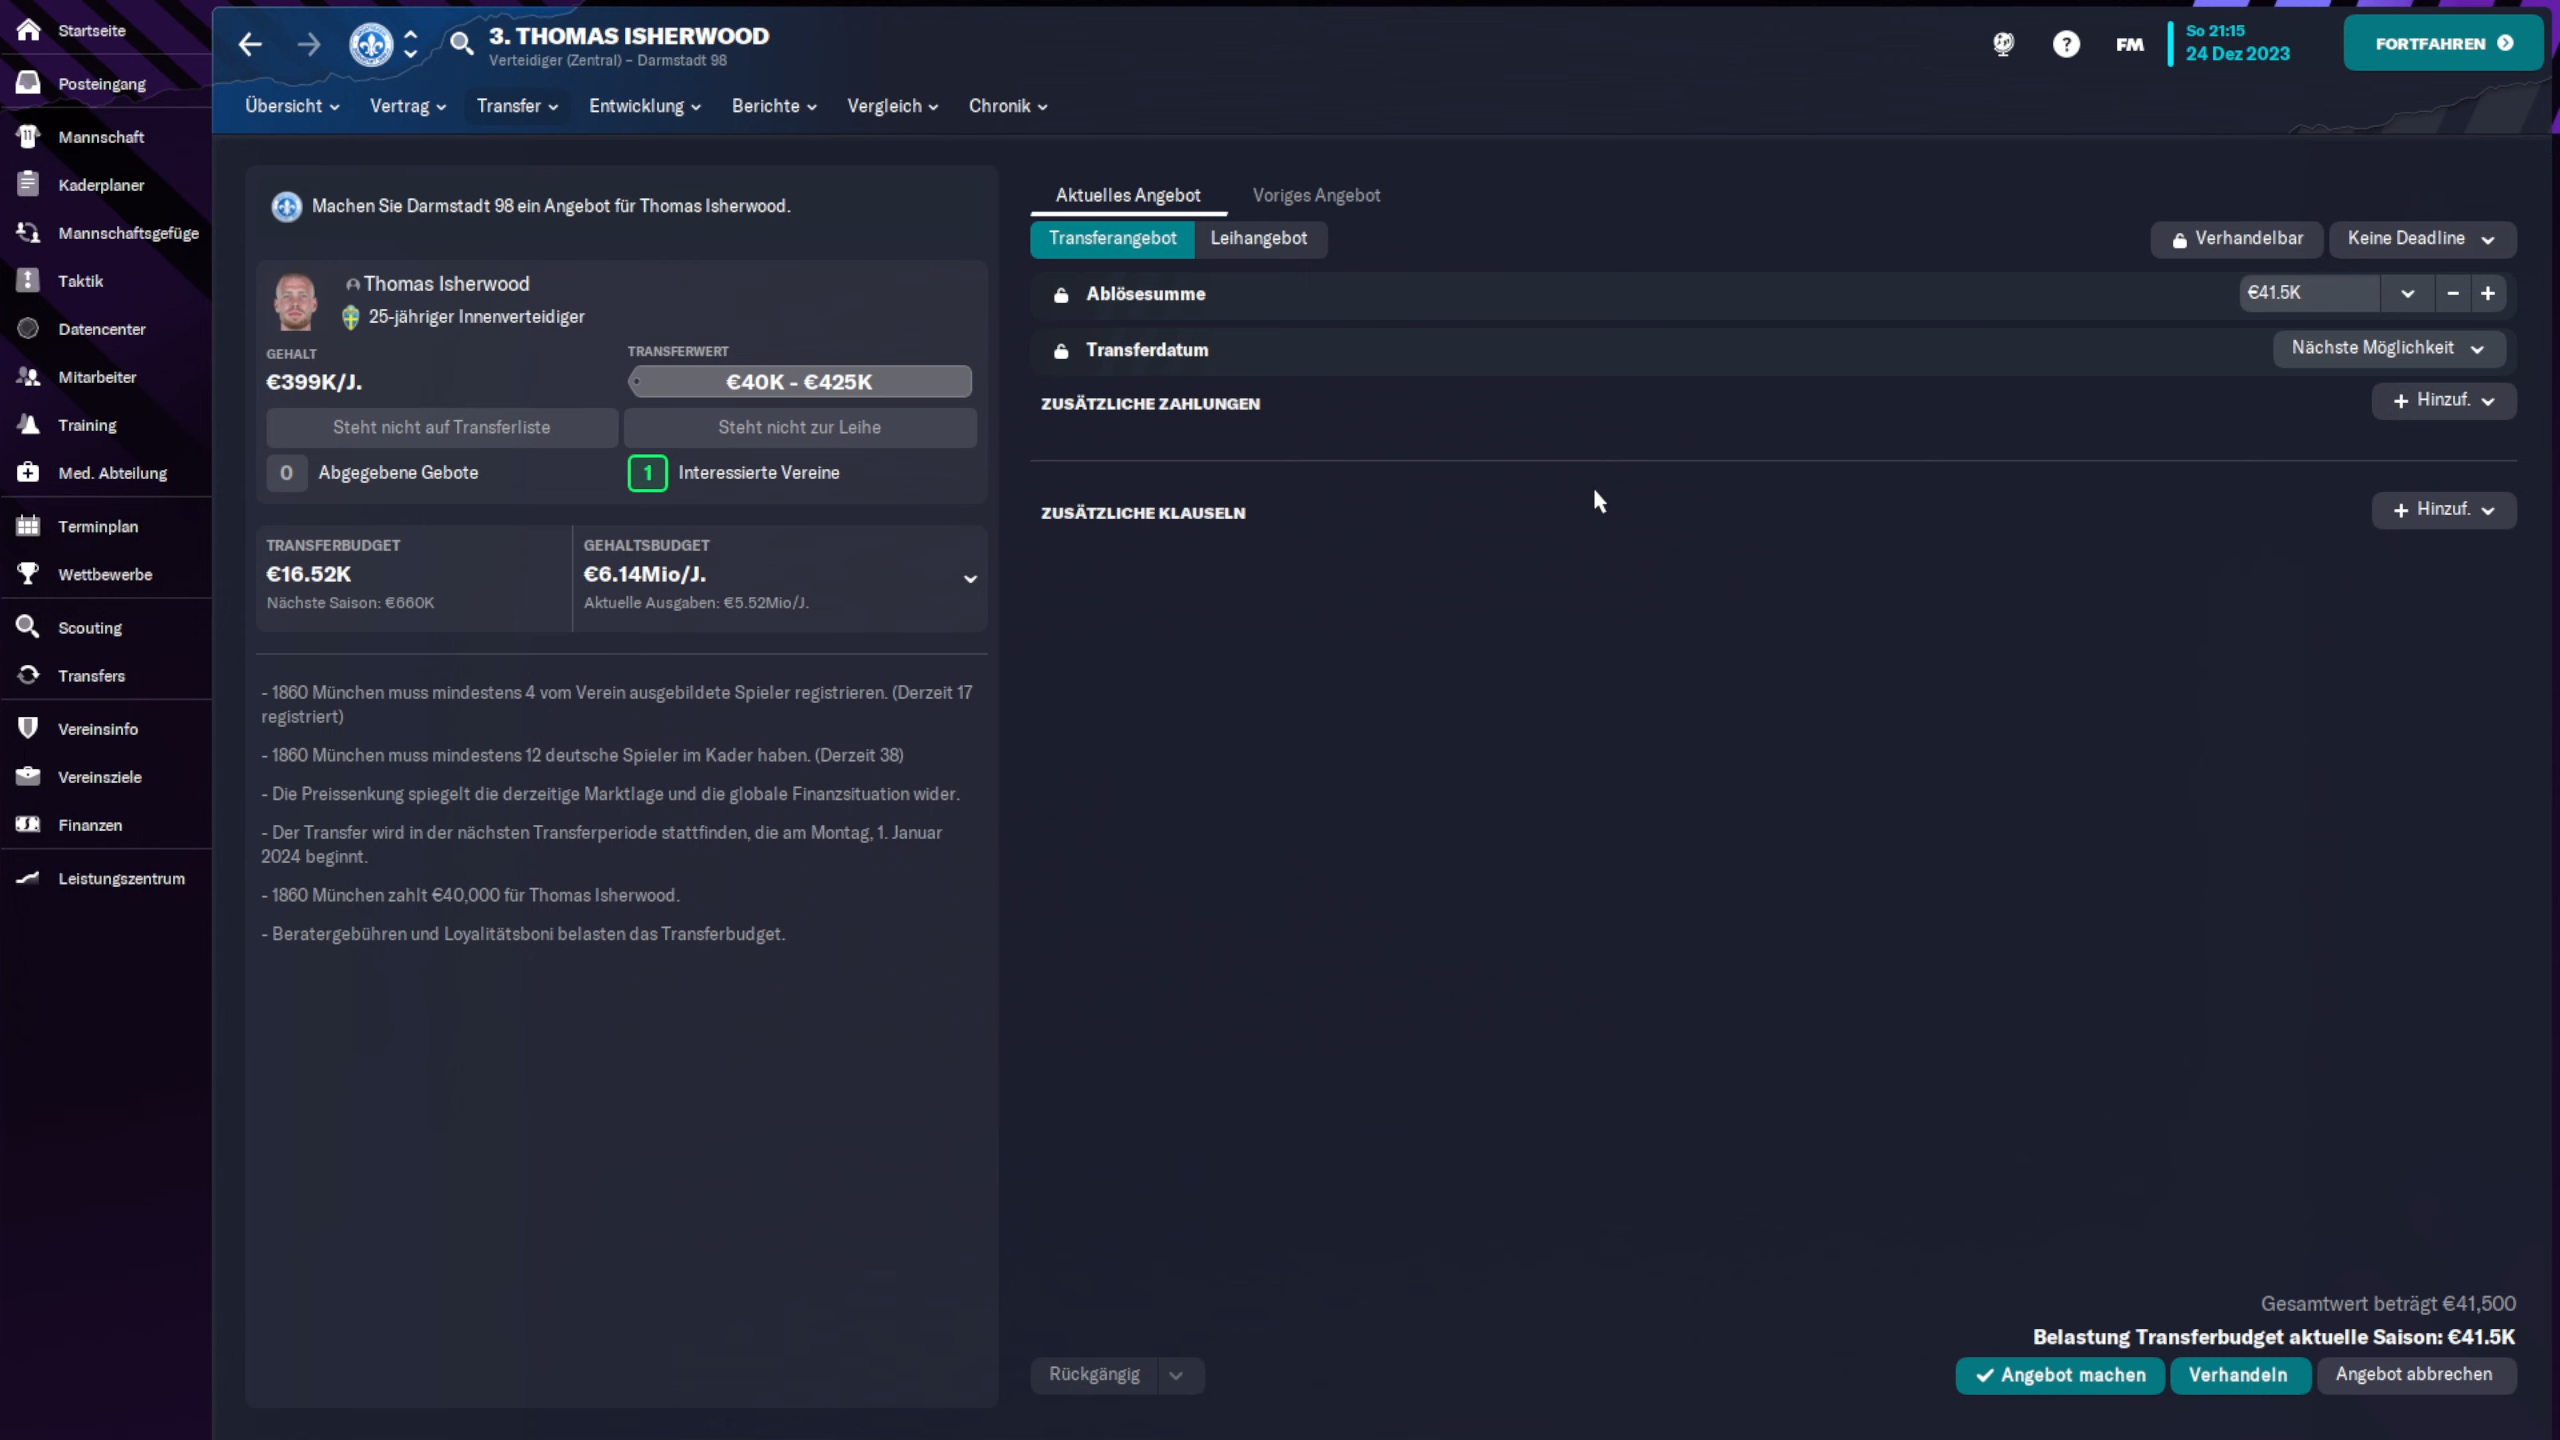 Startseite
Posteingang
Mannschaft
Kaderplaner
Mannschaftsgefüge
Taktik
Datencenter
Mitarbeiter
Training
Med. Abteilung
Terminplan
Wettbewerbe
Scouting
Transfers
Vereinsinfo
Vereinsziele
Finanzen
Leistungszentrum
3. THOMAS ISHERWOOD
Verteidiger (Zentral) – Darmstadt 98
FM
So 21:15
24 Dez 2023
FORTFAHREN
Übersicht Vertrag Transfer Entwicklung Berichte Vergleich Chronik
Machen Sie Darmstadt 98 ein Angebot für Thomas Isherwood.
Thomas Isherwood
25-jähriger Innenverteidiger
GEHALT
€399K/J.
TRANSFERWERT
€40K - €425K
Steht nicht auf Transferliste
Steht nicht zur Leihe
0 Abgegebene Gebote
1 Interessierte Vereine
TRANSFERBUDGET
€16.52K
Nächste Saison: €660K
GEHALTSBUDGET
€6.14Mio/J.
Aktuelle Ausgaben: €5.52Mio/J.
- 1860 München muss mindestens 4 vom Verein ausgebildete Spieler registrieren. (Derzeit 17
registriert)
- 1860 München muss mindestens 12 deutsche Spieler im Kader haben. (Derzeit 38)
- Die Preissenkung spiegelt die derzeitige Marktlage und die globale Finanzsituation wider.
- Der Transfer wird in der nächsten Transferperiode stattfinden, die am Montag, 1. Januar
2024 beginnt.
- 1860 München zahlt €40,000 für Thomas Isherwood.
- Beratergebühren und Loyalitätsboni belasten das Transferbudget.
Aktuelles Angebot Voriges Angebot
Transferangebot Leihangebot
Verhandelbar Keine Deadline
Ablösesumme €41.5K - +
Transferdatum Nächste Möglichkeit
ZUSÄTZLICHE ZAHLUNGEN + Hinzuf.
ZUSÄTZLICHE KLAUSELN + Hinzuf.
Gesamtwert beträgt €41,500
Belastung Transferbudget aktuelle Saison: €41.5K
Rückgängig
Angebot machen Verhandeln Angebot abbrechen